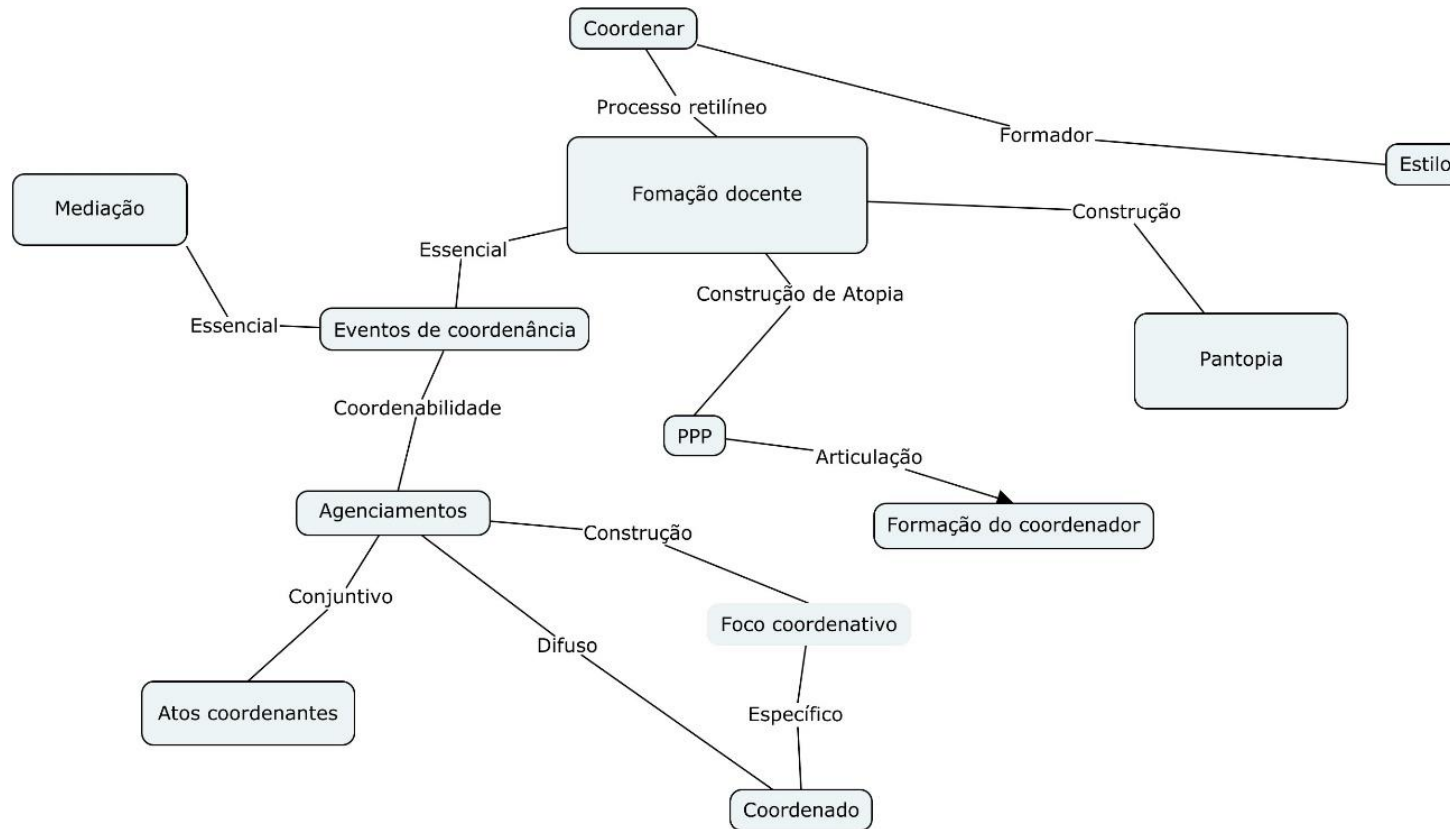 Coordenar
Processo retilíneo
Formador
Estilo
Fomação docente
Mediação
Construção
Essencial
Construção de Atopia
Essencial
Eventos de coordenância
Pantopia
Coordenabilidade
PPP
Articulação
Agenciamentos
Formação do coordenador
Construção
Conjuntivo
Foco coordenativo
Difuso
Atos coordenantes
Específico
Coordenado